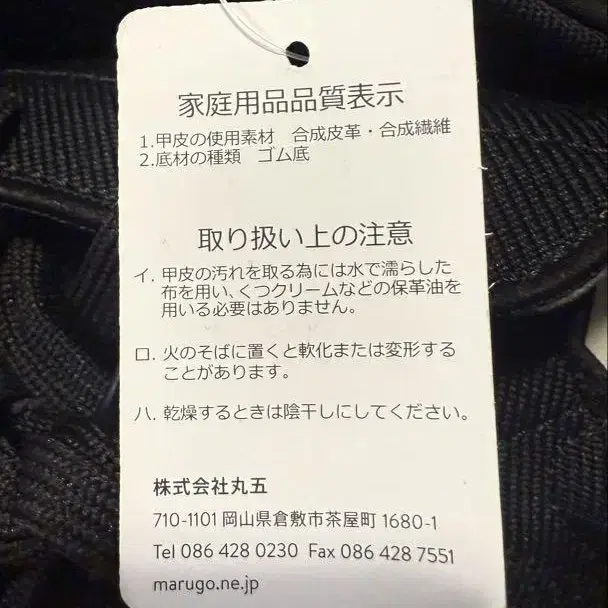 家庭用品品質表示
1.甲皮の使用素材　合成皮革・合成繊維
2.底材の種類　ゴム底
取り扱い上の注意
イ. 甲皮の汚れを取る為には水で濡らした
布を用い、くつクリームなどの保革油を
用いる必要はありません。
ロ. 火のそばに置くと軟化または変形する
ことがあります。
ハ. 乾燥するときは陰干しにしてください。
株式会社丸五
710-1101 岡山県倉敷市茶屋町 1680-1
Tel 086 428 0230 Fax 086 428 7551
marugo.ne.jp